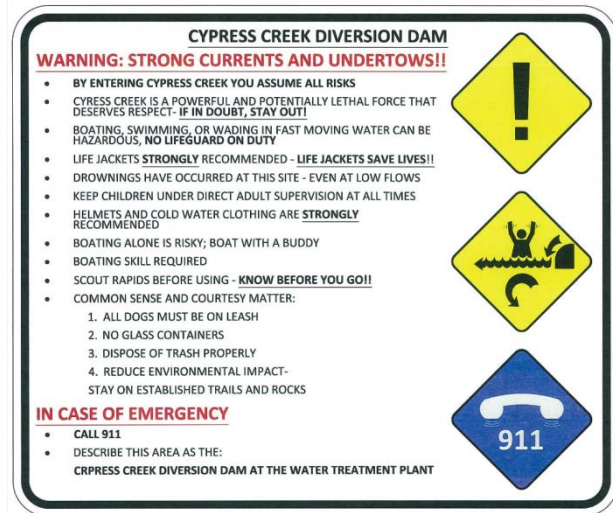 CYPRESS CREEK DIVERSION DAM
WARNING: STRONG CURRENTS AND UNDERTOWS!!
• BY ENTERING CYPRESS CREEK YOU ASSUME ALL RISKS
• CYRESS CREEK IS A POWERFUL AND POTENTIALLY LETHAL FORCE THAT
DESERVES RESPECT- IF IN DOUBT, STAY OUT!
• BOATING, SWIMMING, OR WADING IN FAST MOVING WATER CAN BE
HAZARDOUS, NO LIFEGUARD ON DUTY
• LIFE JACKETS STRONGLY RECOMMENDED - LIFE JACKETS SAVE LIVES!!
• DROWNINGS HAVE OCCURRED AT THIS SITE - EVEN AT LOW FLOWS
• KEEP CHILDREN UNDER DIRECT ADULT SUPERVISION AT ALL TIMES
• HELMETS AND COLD WATER CLOTHING ARE STRONGLY
RECOMMENDED
• BOATING ALONE IS RISKY; BOAT WITH A BUDDY
• BOATING SKILL REQUIRED
• SCOUT RAPIDS BEFORE USING - KNOW BEFORE YOU GO!!
• COMMON SENSE AND COURTESY MATTER:
1. ALL DOGS MUST BE ON LEASH
2. NO GLASS CONTAINERS
3. DISPOSE OF TRASH PROPERLY
4. REDUCE ENVIRONMENTAL IMPACT-
STAY ON ESTABLISHED TRAILS AND ROCKS
IN CASE OF EMERGENCY
• CALL 911
• DESCRIBE THIS AREA AS THE:
CRPRESS CREEK DIVERSION DAM AT THE WATER TREATMENT PLANT
!
911